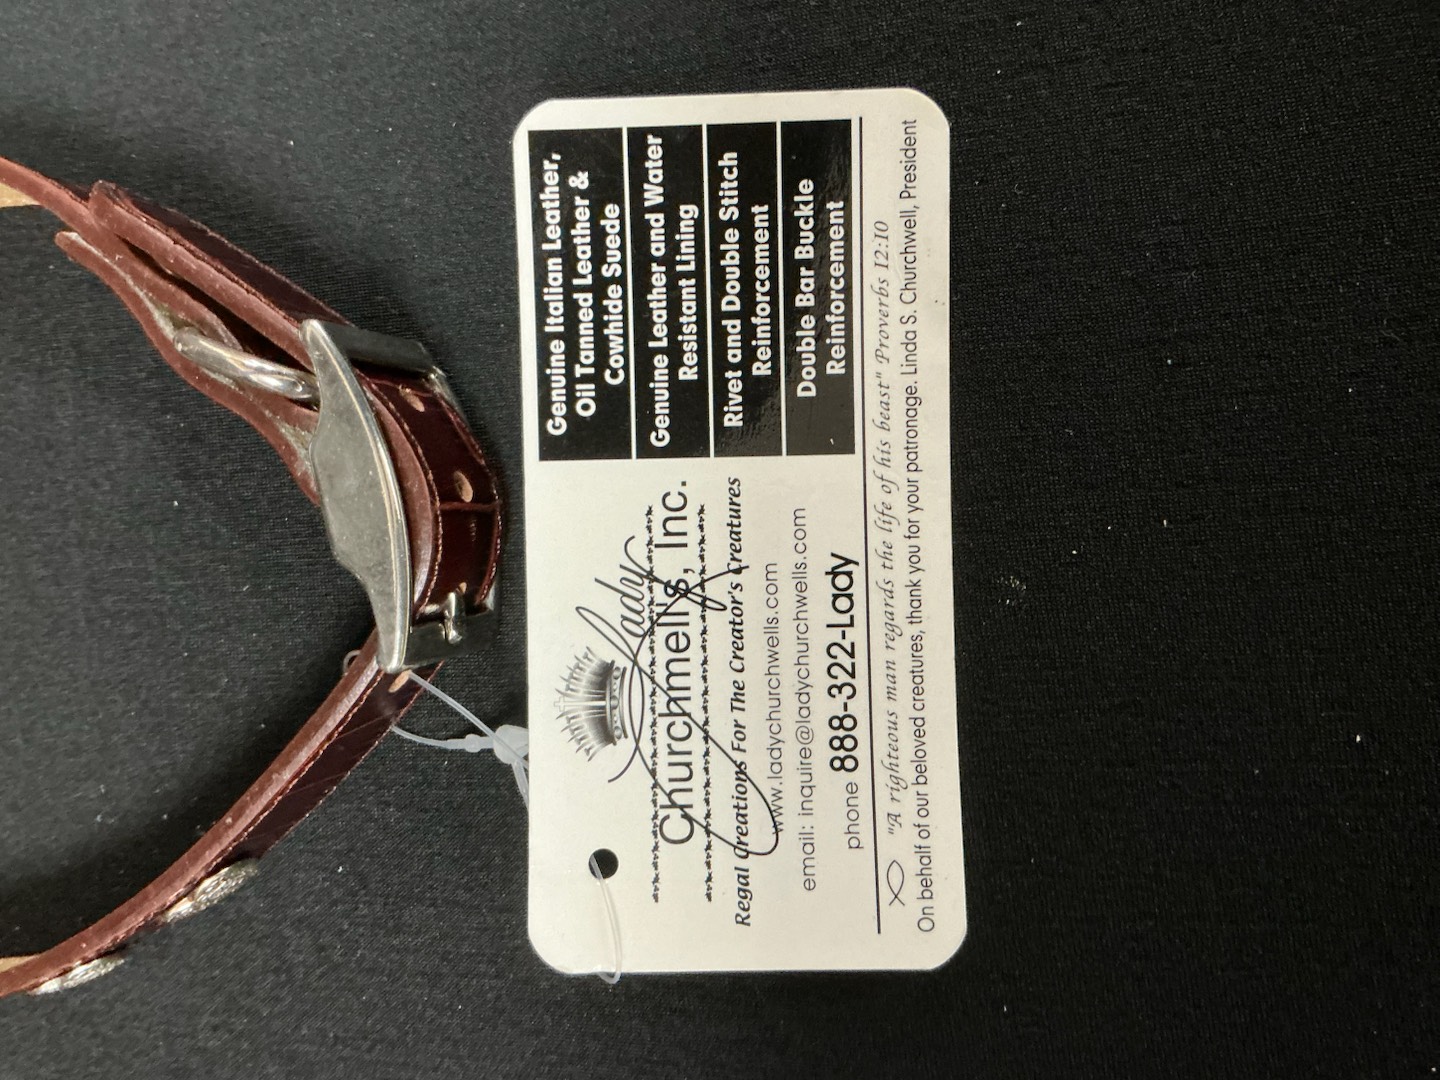 Lady
Churchwells, Inc.
Regal Creations For The Creator's Creatures
www.ladychurchwells.com
email: inquire@ladychurchwells.com
phone 888-322-Lady
Genuine Italian Leather,
Oil Tanned Leather &
Cowhide Suede
Genuine Leather and Water
Resistant Lining
Rivet and Double Stitch
Reinforcement
Double Bar Buckle
Reinforcement
"A righteous man regards the life of his beast" Proverbs 12:10
On behalf of our beloved creatures, thank you for your patronage. Linda S. Churchwell, President